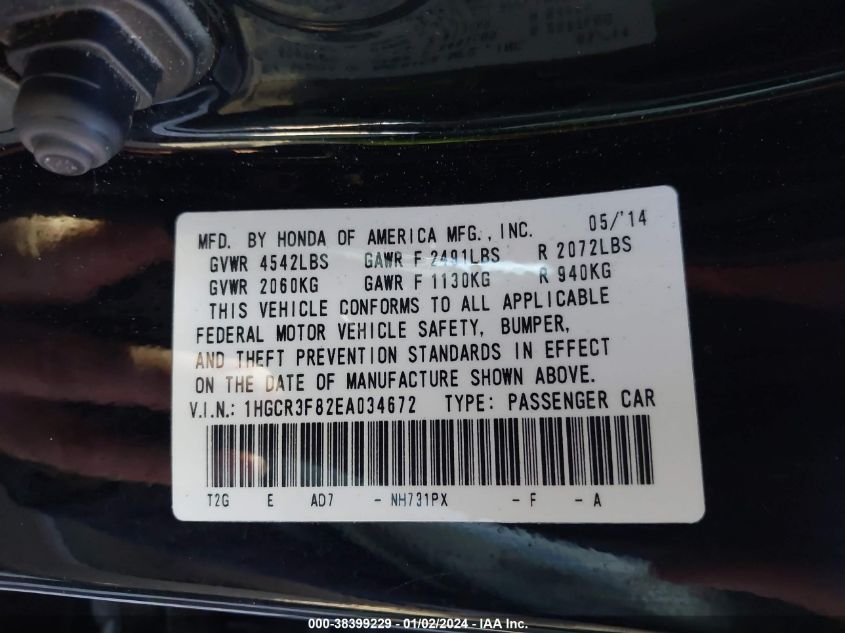 MFD. BY HONDA OF AMERICA MFG., INC. 05/'14
GVWR 4542LBS GAWR F 2491LBS R 2072LBS
GVWR 2060KG GAWR F 1130KG R 940KG
THIS VEHICLE CONFORMS TO ALL APPLICABLE
FEDERAL MOTOR VEHICLE SAFETY, BUMPER,
AND THEFT PREVENTION STANDARDS IN EFFECT
ON THE DATE OF MANUFACTURE SHOWN ABOVE.
V.I.N.: 1HGCR3F82EA034672 TYPE: PASSENGER CAR
T2G E AD7 - NH731PX - F - A
000-38399229 - 01/02/2024 - IAA Inc.